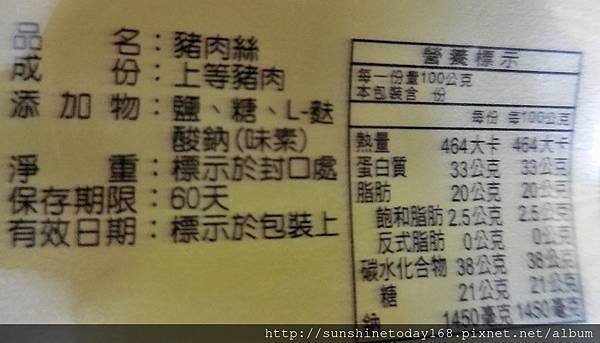 品名：豬肉絲
成份：上等豬肉
添加物：鹽、糖、L-麩
酸鈉(味素)
淨重：標示於封口處
保存期限：60天
有效日期：標示於包裝上
營養標示
每一份量100公克
本包裝含 份
每份 每100公克
熱量 464大卡 464大卡
蛋白質 33公克 33公克
脂肪 20公克 20公克
飽和脂肪 2.5公克 2.5公克
反式脂肪 0公克 0公克
碳水化合物 38公克 38公克
糖 21公克 21公克
鈉 1450毫克 1450毫克
http://sunshinetoday168.pixnet.net/album